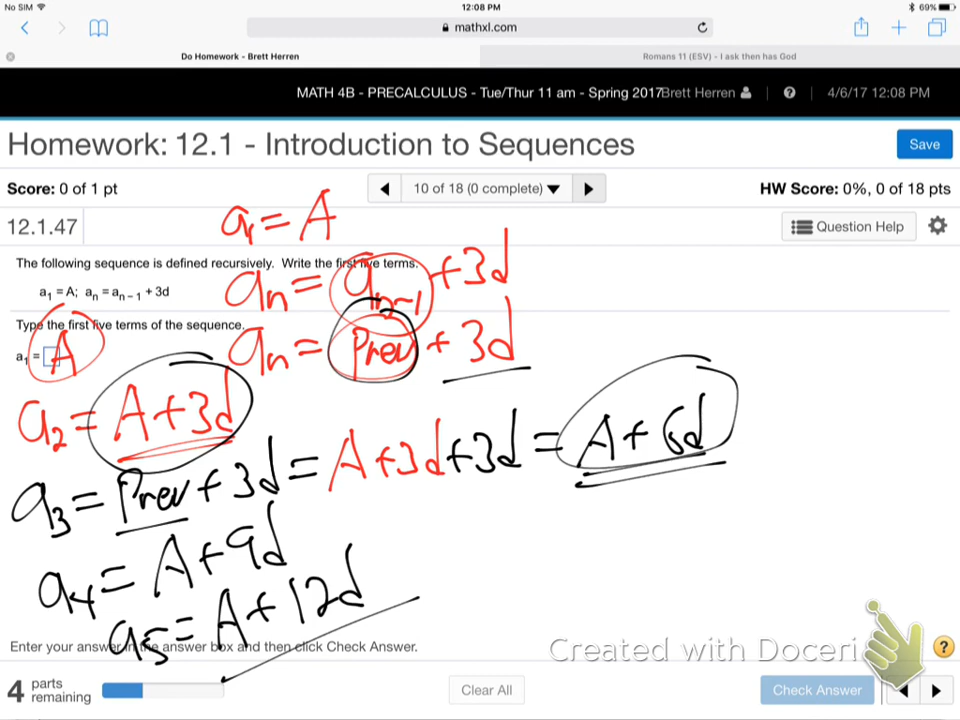 No SIM 12:08 PM 69%
mathxl.com
Do Homework - Brett Herren Romans 11 (ESV) - I ask then has God
MATH 4B - PRECALCULUS - Tue/Thur 11 am - Spring 2017Brett Herren ? 4/6/17 12:08 PM
Homework: 12.1 - Introduction to Sequences Save
Score: 0 of 1 pt 10 of 18 (0 complete) HW Score: 0%, 0 of 18 pts
12.1.47 Question Help
a₁ = A
The following sequence is defined recursively. Write the first five terms.
aₙ = aₙ₋₁ + 3d
a₁ = A; aₙ = aₙ₋₁ + 3d
Type the first five terms of the sequence.
aₙ = Prev + 3d
a₁ = A
a₂ = A + 3d
a₃ = Prev + 3d = A + 3d + 3d = A + 6d
a₄ = A + 9d
a₅ = A + 12d
Enter your answer in the answer box and then click Check Answer.
Created with Doceri
?
4 parts remaining Clear All Check Answer